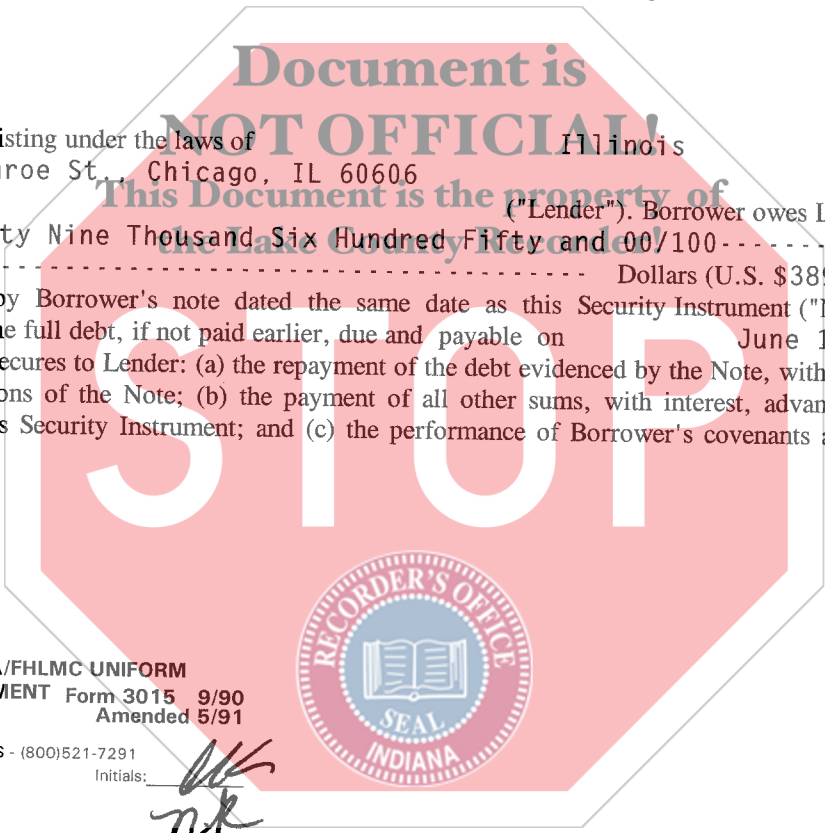 Document is
NOT OFFICIAL!
This Document is the property of
the Lake County Recorder!
isting under the laws of Illinois
roe St., Chicago, IL 60606
("Lender"). Borrower owes L
ty Nine Thousand Six Hundred Fifty and 00/100-------
------------------------------------------------ Dollars (U.S. $389
by Borrower's note dated the same date as this Security Instrument ("
e full debt, if not paid earlier, due and payable on June 1
ecures to Lender: (a) the repayment of the debt evidenced by the Note, with
ons of the Note; (b) the payment of all other sums, with interest, advan
s Security Instrument; and (c) the performance of Borrower's covenants a
STOP
RECORDER'S OFFICE
SEAL
INDIANA
/FHLMC UNIFORM
MENT Form 3015 9/90
Amended 5/91
S - (800)521-7291
Initials: